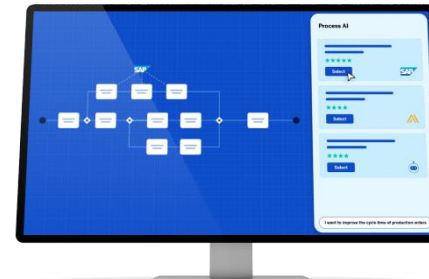 Process AI
SAP
Select
SAP
Select
Select
I want to improve the cycle time of production orders